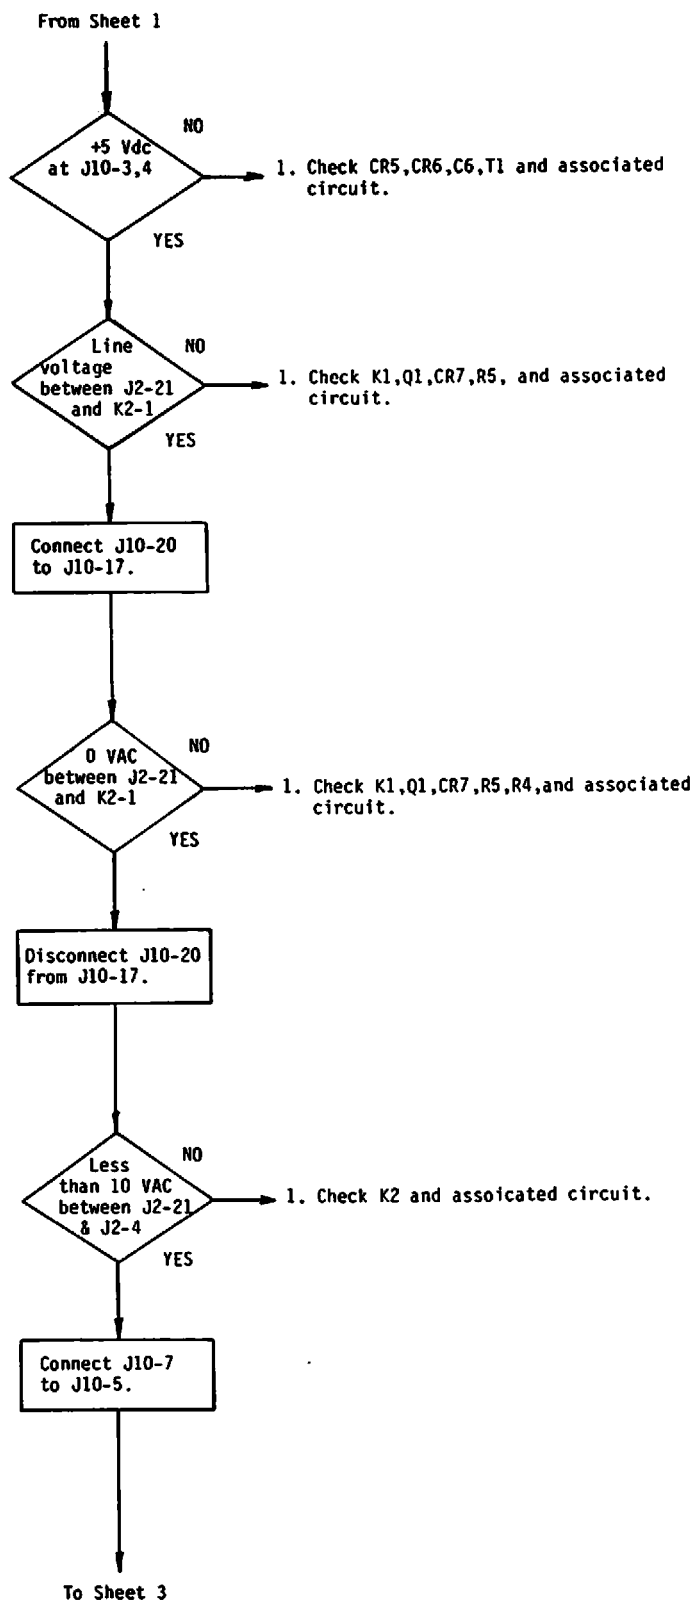 From Sheet 1
NO
+5 Vdc
at J10-3,4
1. Check CR5,CR6,C6,T1 and associated
circuit.
YES
Line
voltage
between J2-21
and K2-1
NO
1. Check K1,Q1,CR7,R5, and associated
circuit.
YES
Connect J10-20
to J10-17.
NO
0 VAC
between J2-21
and K2-1
1. Check K1,Q1,CR7,R5,R4,and associated
circuit.
YES
Disconnect J10-20
from J10-17.
NO
Less
than 10 VAC
between J2-21
& J2-4
1. Check K2 and assoicated circuit.
YES
Connect J10-7
to J10-5.
To Sheet 3